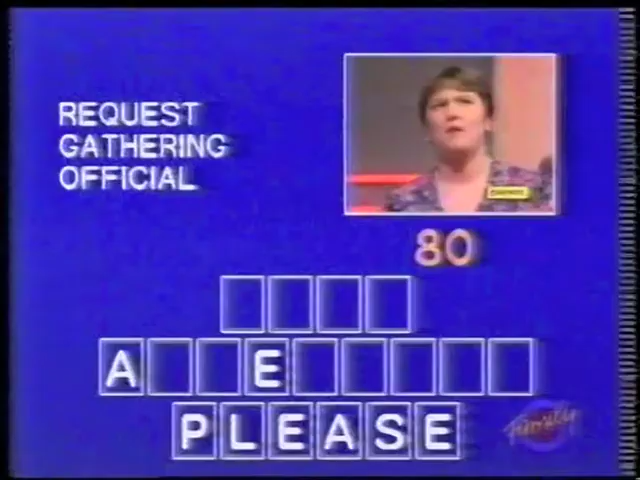 REQUEST
GATHERING
OFFICIAL
80
A E
PLEASE